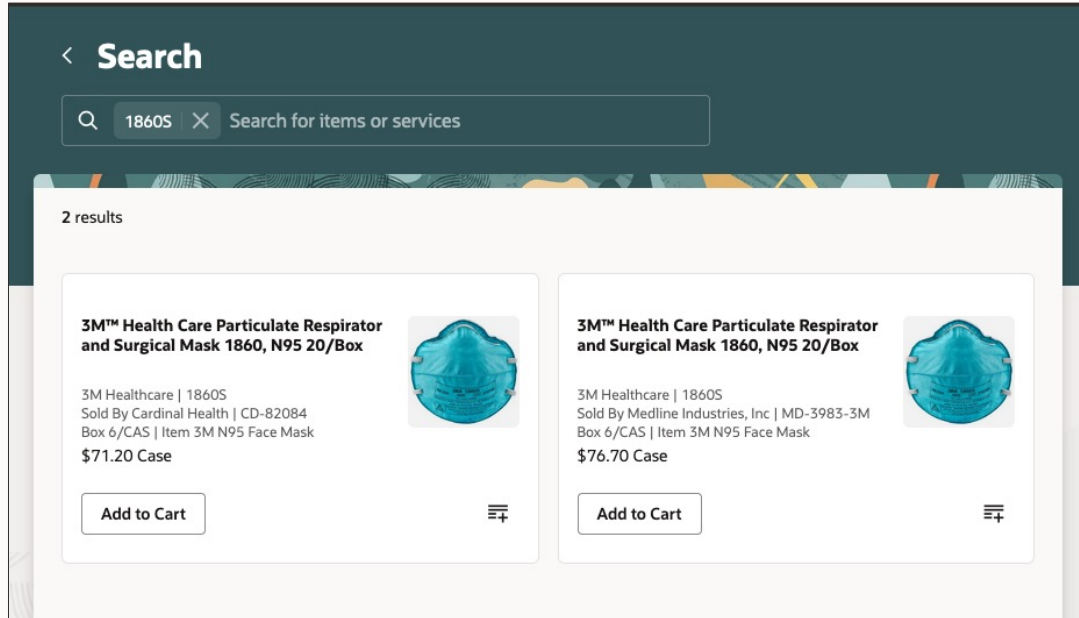 Search
1860S
Search for items or services
2 results
3M™ Health Care Particulate Respirator
and Surgical Mask 1860, N95 20/Box
3M Healthcare | 1860S
Sold By Cardinal Health | CD-82084
Box 6/CAS | Item 3M N95 Face Mask
$71.20 Case
Add to Cart
3M™ Health Care Particulate Respirator
and Surgical Mask 1860, N95 20/Box
3M Healthcare | 1860S
Sold By Medline Industries, Inc | MD-3983-3M
Box 6/CAS | Item 3M N95 Face Mask
$76.70 Case
Add to Cart